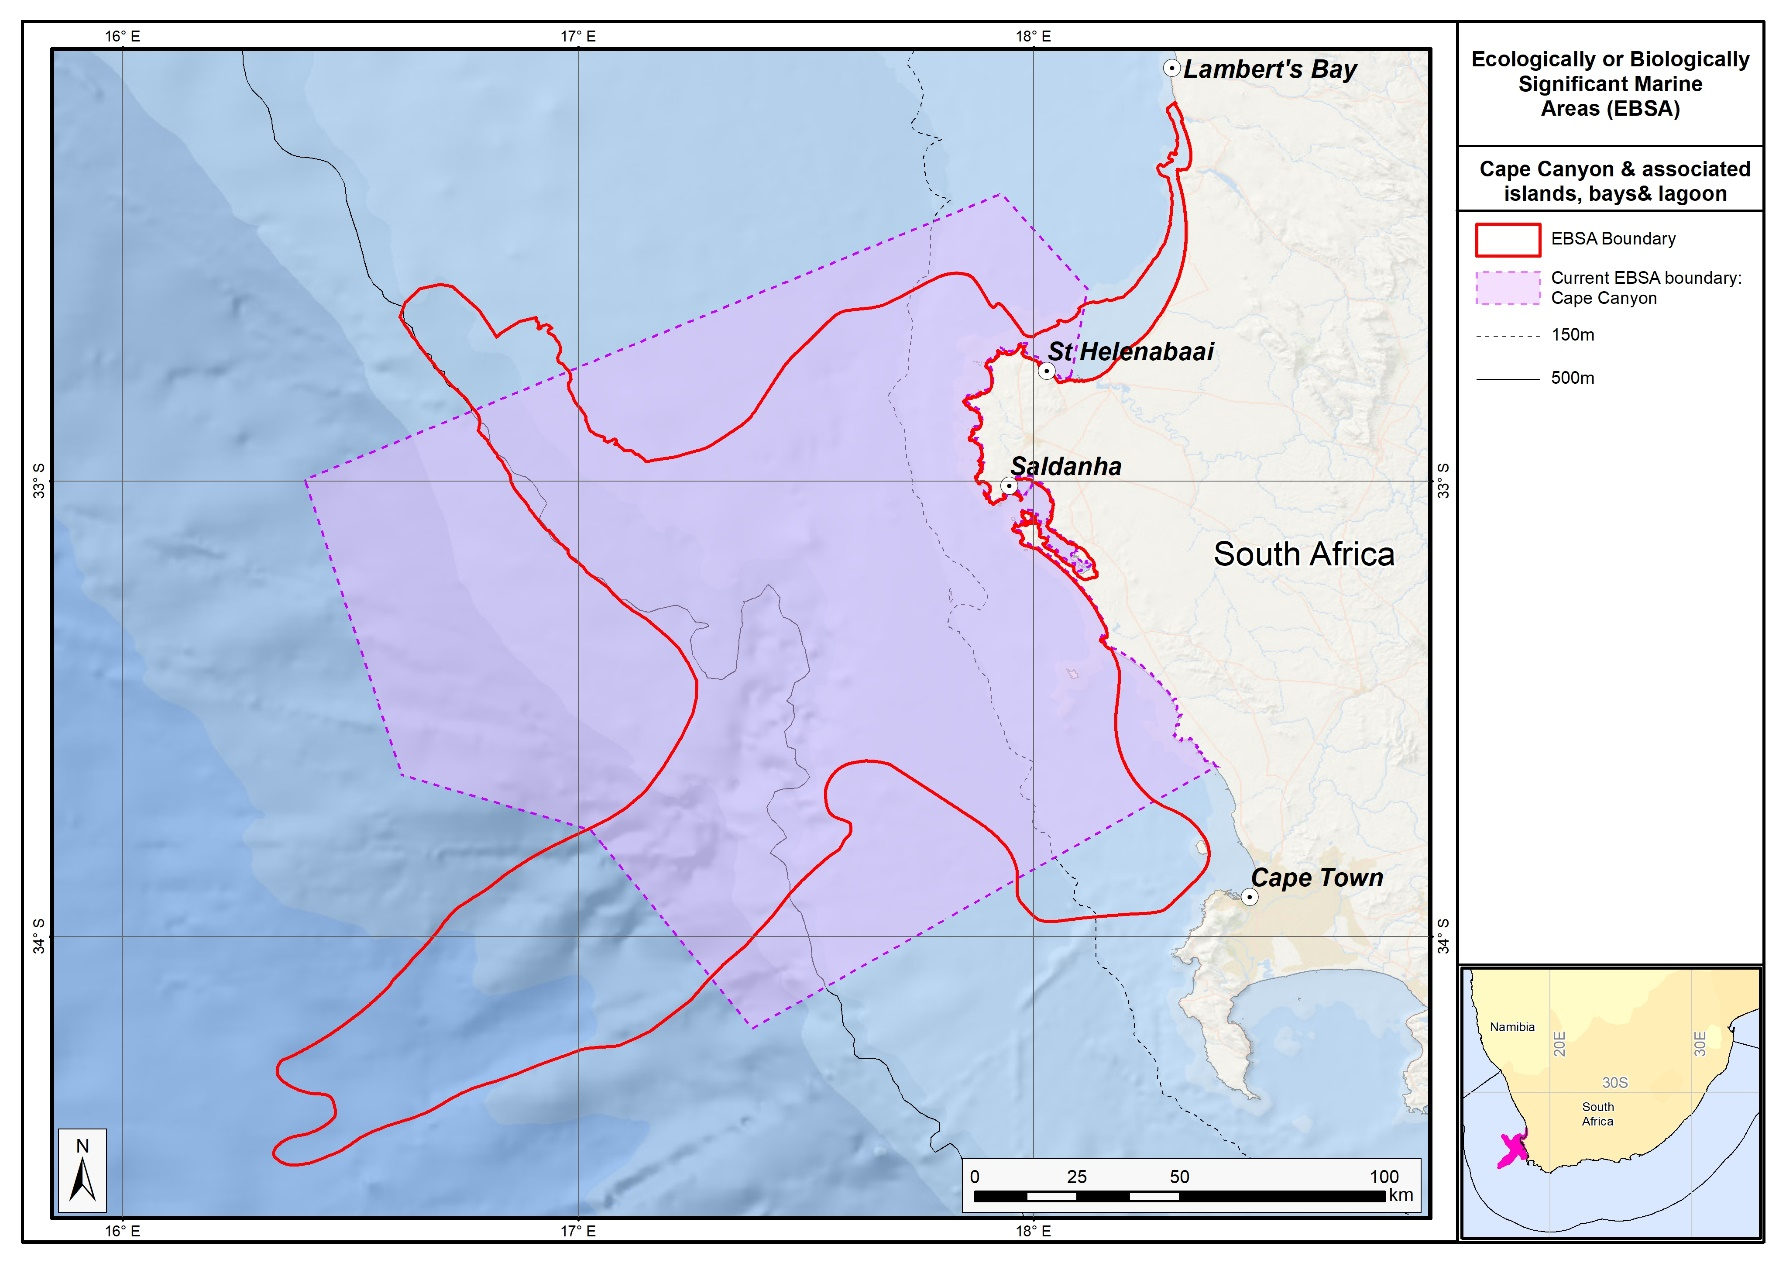 16° E
17° E
18° E
Lambert's Bay
St Helenabaai
33° S
33° S
Saldanha
South Africa
Cape Town
34° S
34° S
N
0 25 50 100
km
16° E
17° E
18° E
Ecologically or Biologically
Significant Marine
Areas (EBSA)
Cape Canyon & associated
islands, bays& lagoon
EBSA Boundary
Current EBSA boundary:
Cape Canyon
150m
500m
Namibia
20E
30E
30S
South
Africa